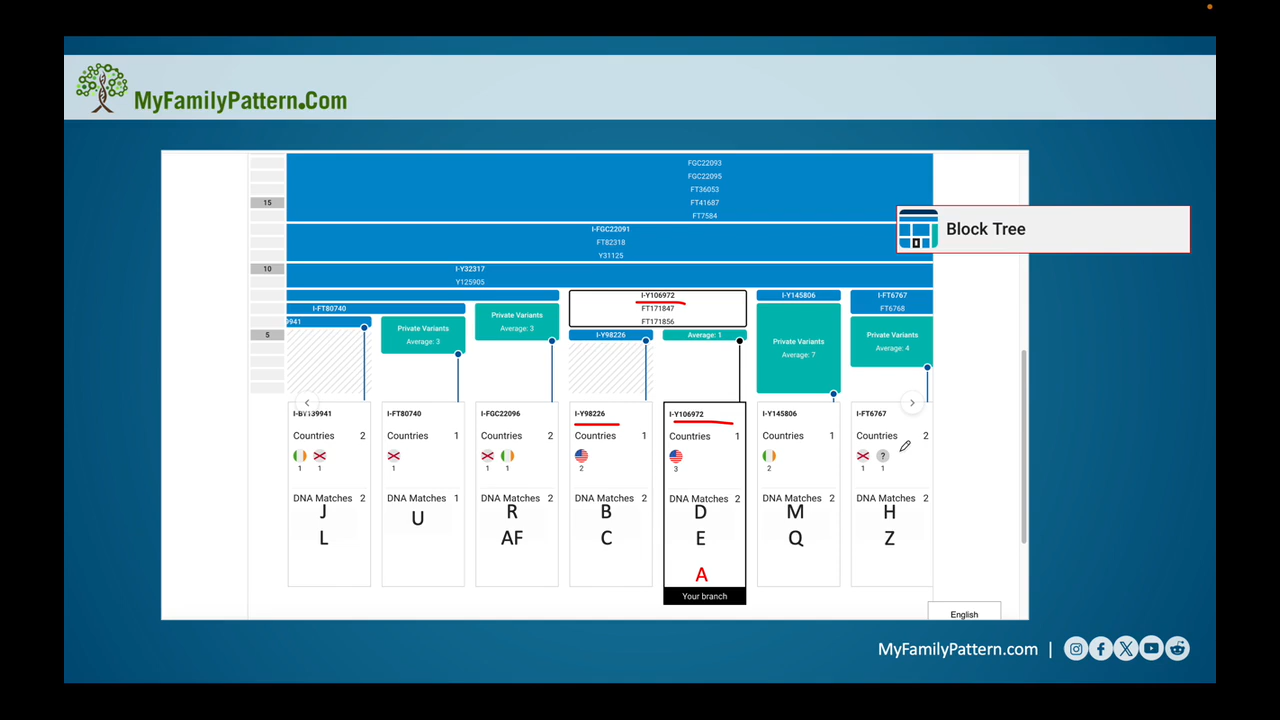 MyFamilyPattern.Com
FGC22093
FGC22095
FT36053
15
FT41687
FT7584
Block Tree
I-FGC22091
FT82318
Y31125
10
I-Y32317
Y125905
I-Y106972
I-Y145806
I-FT6767
I-FT80740
FT171847
FT6768
9941
FT171856
5
Private Variants
Average: 3
Private Variants
Average: 3
I-Y98226
Average: 1
Private Variants
Average: 7
Private Variants
Average: 4
I-BY139941
I-FT80740
I-FGC22096
I-Y98226
I-Y106972
I-Y145806
I-FT6767
Countries 2
Countries 1
Countries 2
Countries 1
Countries 1
Countries 1
Countries 2
?
1 1
1
1 1
2
3
2
1 1
DNA Matches 2
DNA Matches 1
DNA Matches 2
DNA Matches 2
DNA Matches 2
DNA Matches 2
DNA Matches 2
J
L
U
R
AF
B
C
D
E
A
M
Q
H
Z
Your branch
English
MyFamilyPattern.com |